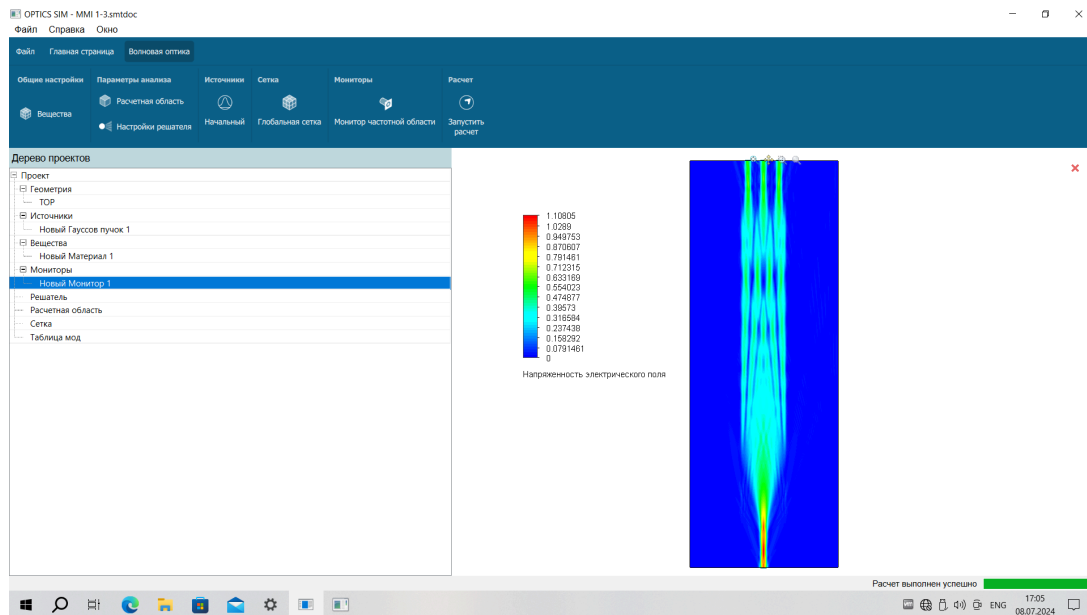 OPTICS SIM - MMI 1-3.smtdoc
Файл Справка Окно
Файл Главная страница Волновая оптика
Общие настройки Параметры анализа Источники Сетка Мониторы Расчет
Вещества
Расчетная область
Настройки решателя
Начальный
Глобальная сетка
Монитор частотной области
Запустить
расчет
Дерево проектов
Проект
Геометрия
TOP
Источники
Новый Гауссов пучок 1
Вещества
Новый Материал 1
Мониторы
Новый Монитор 1
Решатель
Расчетная область
Сетка
Таблица мод
1.10805
1.0289
0.949753
0.870607
0.791461
0.712315
0.633169
0.554023
0.474877
0.39573
0.316584
0.237438
0.158292
0.0791461
0
Напряженность электрического поля
Расчет выполнен успешно
ENG
17:05
08.07.2024